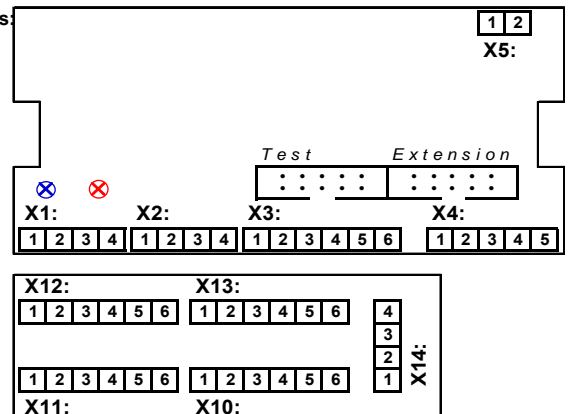 s:
1 2
X5:
Test Extension
X1: X2: X3: X4:
1 2 3 4 1 2 3 4 1 2 3 4 5 6 1 2 3 4 5
X12: X13:
1 2 3 4 5 6 1 2 3 4 5 6 4
3
2
X14:
1 2 3 4 5 6 1 2 3 4 5 6 1
X11: X10: